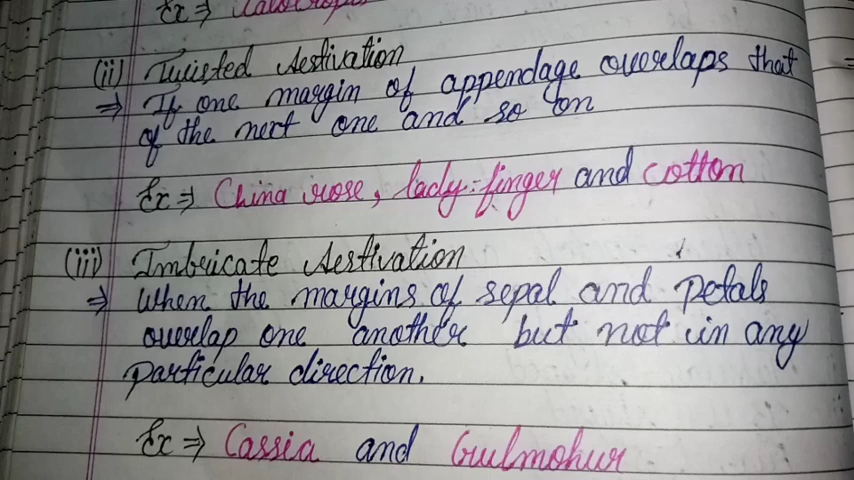 Ex ⇒ Calotropis
(ii) Twisted Aestivation
⇒ If one margin of appendage overlaps that
of the next one and so on
Ex ⇒ China rose, lady-finger and cotton
(iii) Imbricate Aestivation
⇒ When the margins of sepal and Petals
overlap one another but not in any
particular direction.
Ex ⇒ Cassia and Gulmohur